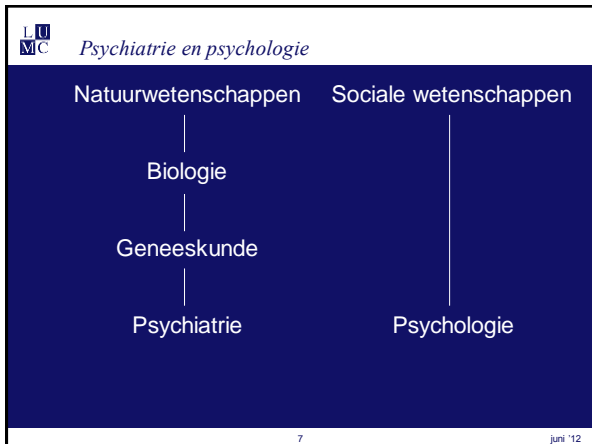 L U
M C
Psychiatrie en psychologie
Natuurwetenschappen Sociale wetenschappen
Biologie
Geneeskunde
Psychiatrie Psychologie
7 juni '12